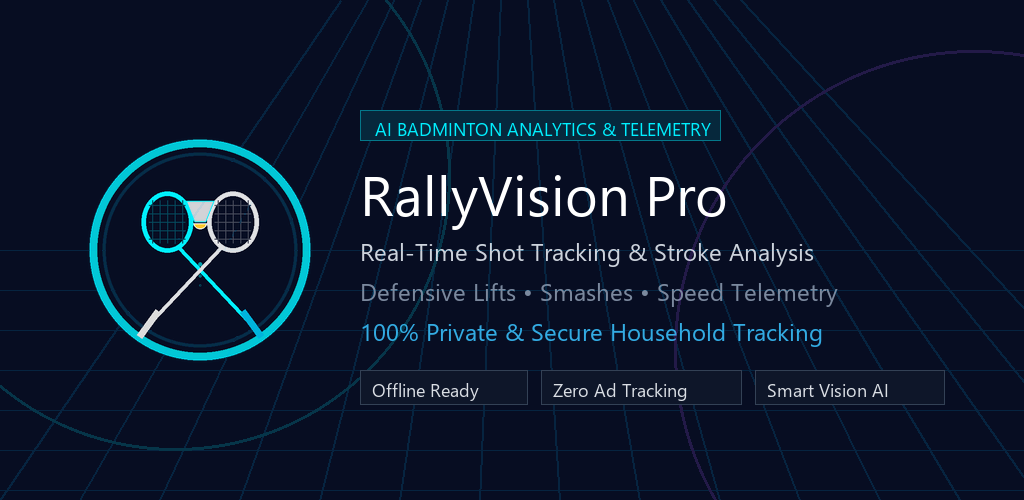 AI BADMINTON ANALYTICS & TELEMETRY
RallyVision Pro
Real-Time Shot Tracking & Stroke Analysis
Defensive Lifts • Smashes • Speed Telemetry
100% Private & Secure Household Tracking
Offline Ready
Zero Ad Tracking
Smart Vision AI